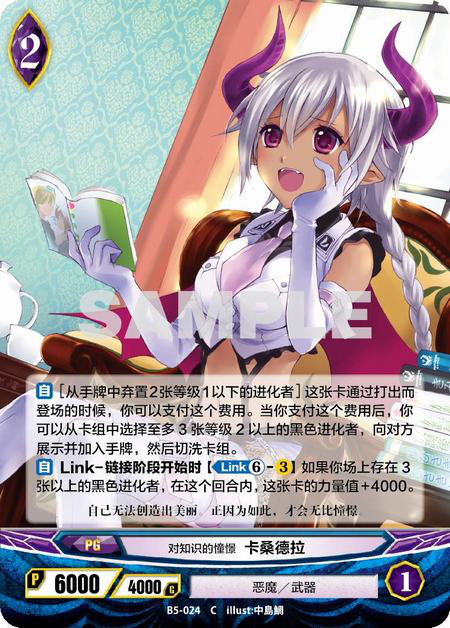 2
SAMPLE
自 [从手牌中弃置2张等级1以下的进化者] 这张卡通过打出而
登场的时候，你可以支付这个费用。当你支付这个费用后，你
可以从卡组中选择至多3张等级2以上的黑色进化者，向对方
展示并加入手牌，然后切洗卡组。
自 Link-链接阶段开始时【Link 6-3】如果你场上存在3
张以上的黑色进化者，在这个回合内，这张卡的力量值+4000。
自己无法创造出美丽。正因为如此，才会无比憧憬。
PG 对知识的憧憬 卡桑德拉
P 6000 4000 G 恶魔／武器 1
B5-024 C illust:中島鯛